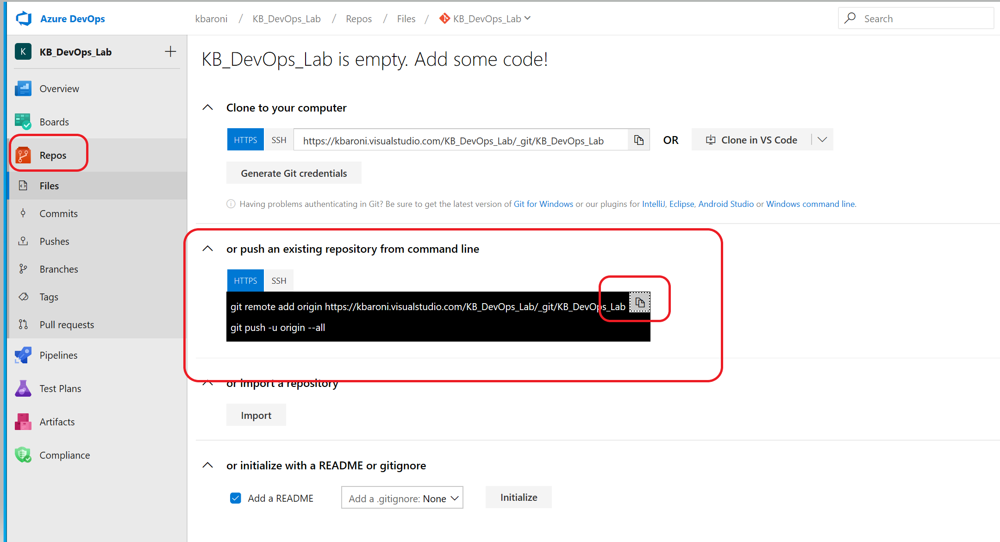 Azure DevOps
kbaroni / KB_DevOps_Lab / Repos / Files / KB_DevOps_Lab
Search
K KB_DevOps_Lab
Overview
Boards
Repos
Files
Commits
Pushes
Branches
Tags
Pull requests
Pipelines
Test Plans
Artifacts
Compliance
KB_DevOps_Lab is empty. Add some code!
Clone to your computer
HTTPS SSH https://kbaroni.visualstudio.com/KB_DevOps_Lab/_git/KB_DevOps_Lab OR Clone in VS Code
Generate Git credentials
Having problems authenticating in Git? Be sure to get the latest version of Git for Windows or our plugins for IntelliJ, Eclipse, Android Studio or Windows command line.
or push an existing repository from command line
HTTPS SSH
git remote add origin https://kbaroni.visualstudio.com/KB_DevOps_Lab/_git/KB_DevOps_Lab
git push -u origin --all
or import a repository
Import
or initialize with a README or gitignore
Add a README Add a .gitignore: None Initialize